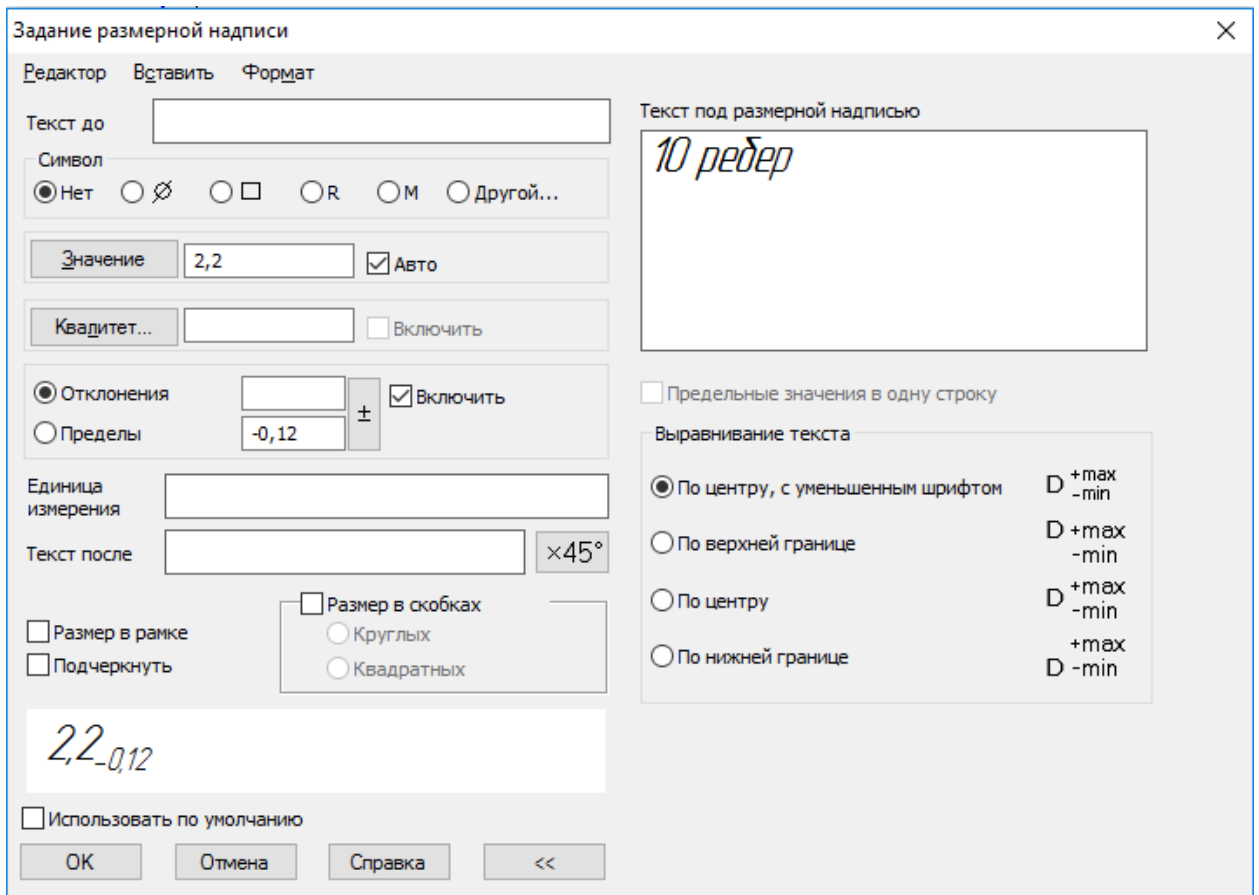 Задание размерной надписи
Редактор Вставить Формат
Текст до
Символ
Нет ⌀ □ R M Другой...
Значение 2,2 Авто
Квалитет... Включить
Отклонения Включить
±
Пределы -0,12
Единица
измерения
Текст после ×45°
Размер в скобках
Размер в рамке Круглых
Подчеркнуть Квадратных
2,2-0,12
Использовать по умолчанию
ОК Отмена Справка <<
Текст под размерной надписью
10 ребер
Предельные значения в одну строку
Выравнивание текста
По центру, с уменьшенным шрифтом D +max
-min
По верхней границе D +max
-min
По центру D +max
-min
По нижней границе +max
D -min